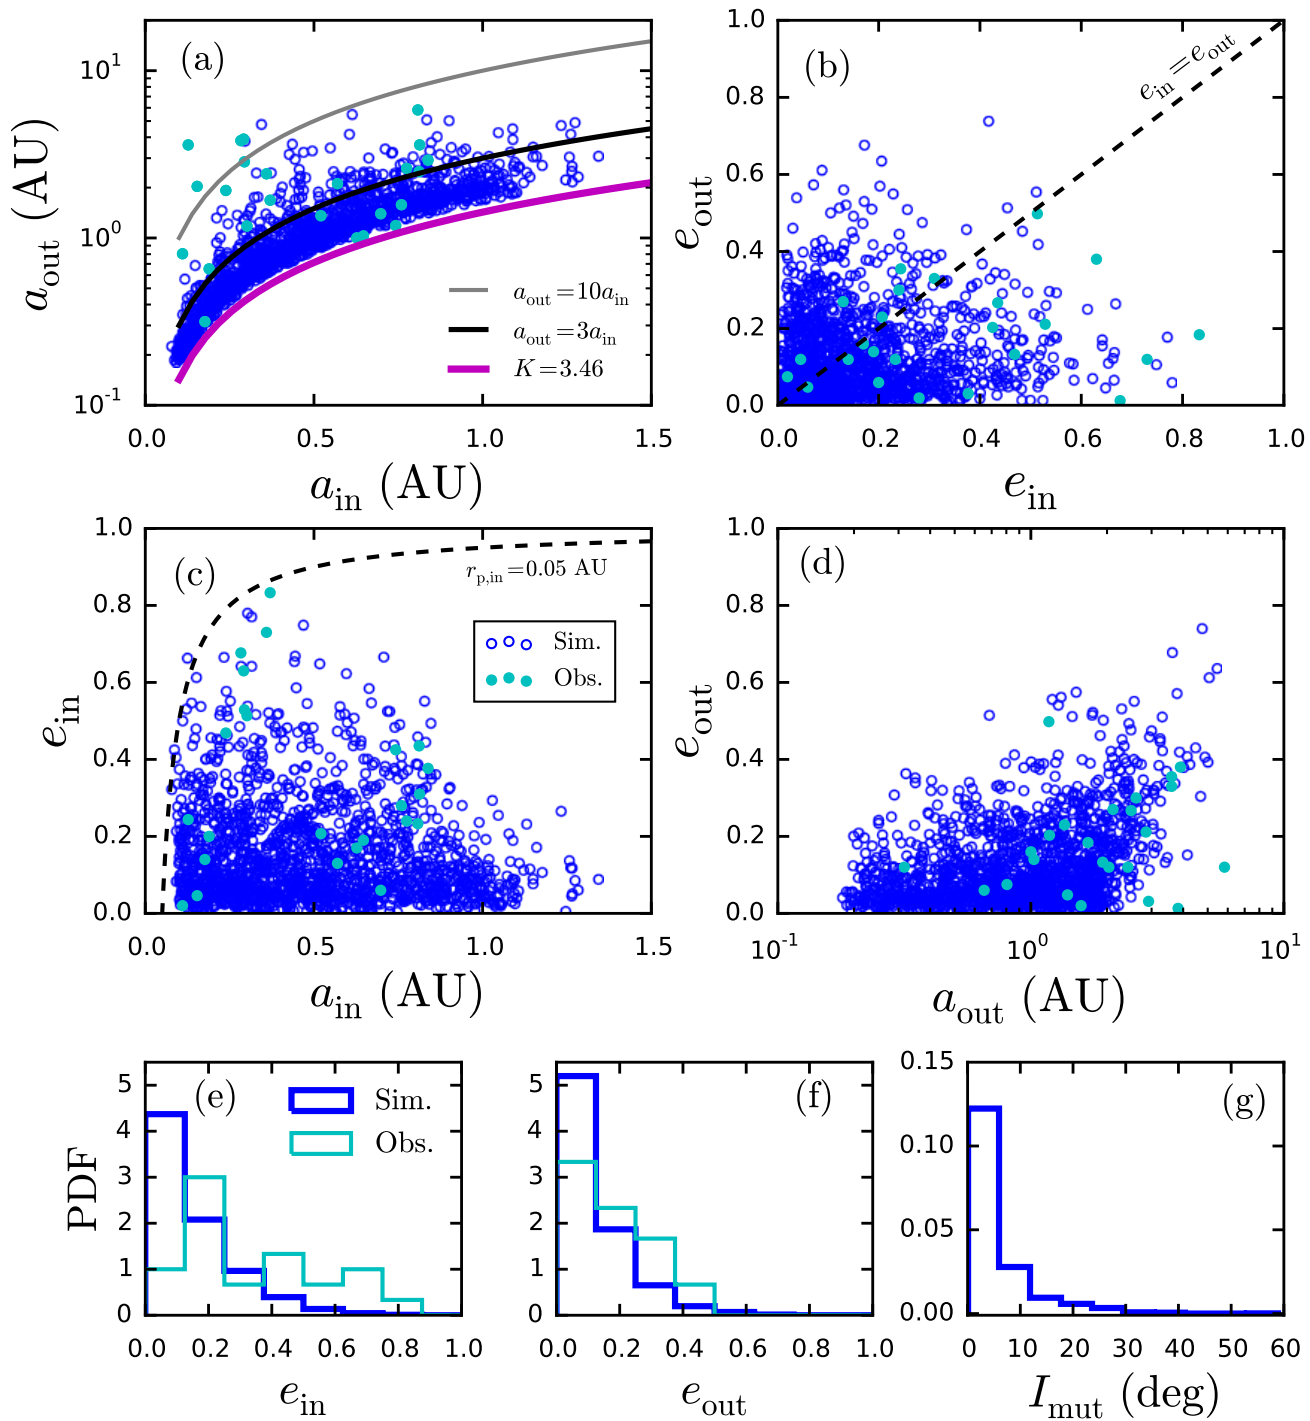 (a)
10¹
10⁰
10⁻¹
a_out (AU)
a_out = 10a_in
a_out = 3a_in
K = 3.46
0.0 0.5 1.0 1.5
a_in (AU)
(b)
e_in = e_out
1.0
0.8
0.6
0.4
0.2
0.0
e_out
0.0 0.2 0.4 0.6 0.8 1.0
e_in
(c)
r_p,in = 0.05 AU
Sim.
Obs.
1.0
0.8
0.6
0.4
0.2
0.0
e_in
0.0 0.5 1.0 1.5
a_in (AU)
(d)
1.0
0.8
0.6
0.4
0.2
0.0
e_out
10⁻¹ 10⁰ 10¹
a_out (AU)
(e)
Sim.
Obs.
5
4
3
2
1
0
PDF
0.0 0.2 0.4 0.6 0.8 1.0
e_in
(f)
5
4
3
2
1
0
0.0 0.2 0.4 0.6 0.8 1.0
e_out
(g)
0.15
0.10
0.05
0.00
0 10 20 30 40 50 60
I_mut (deg)